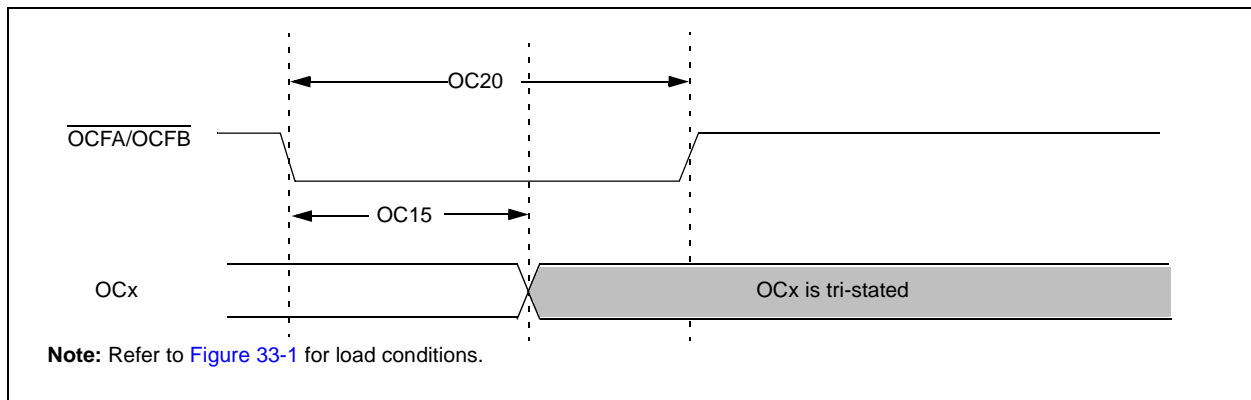 OC20
OCFA/OCFB
OC15
OCx
OCx is tri-stated
Note: Refer to Figure 33-1 for load conditions.